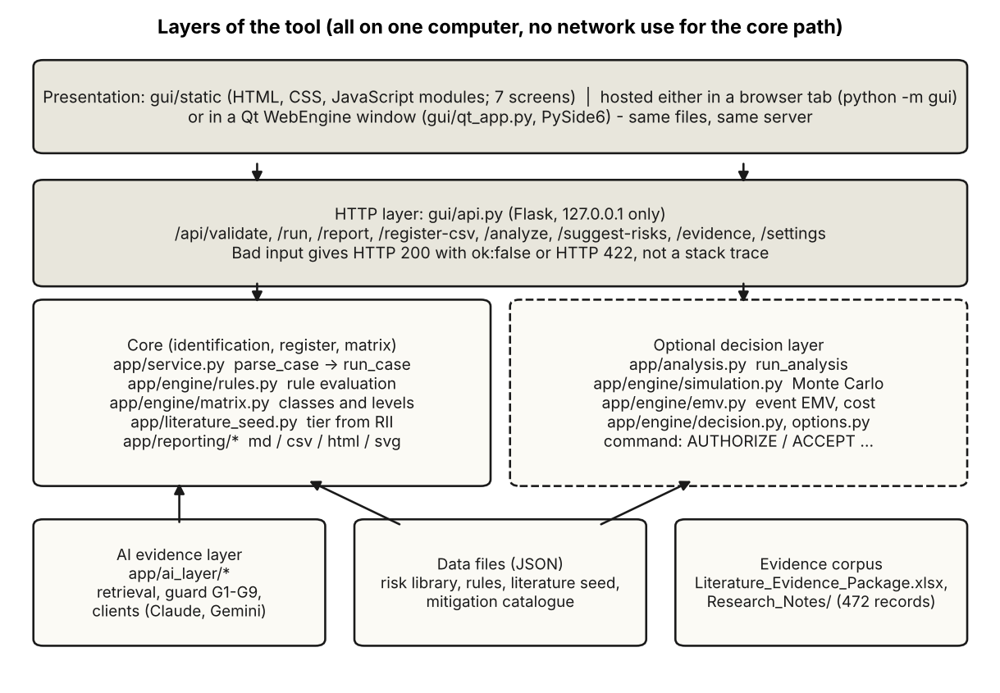 Layers of the tool (all on one computer, no network use for the core path)
Presentation: gui/static (HTML, CSS, JavaScript modules; 7 screens) | hosted either in a browser tab (python -m gui)
or in a Qt WebEngine window (gui/qt_app.py, PySide6) - same files, same server
HTTP layer: gui/api.py (Flask, 127.0.0.1 only)
/api/validate, /run, /report, /register-csv, /analyze, /suggest-risks, /evidence, /settings
Bad input gives HTTP 200 with ok:false or HTTP 422, not a stack trace
Core (identification, register, matrix)
app/service.py  parse_case → run_case
app/engine/rules.py  rule evaluation
app/engine/matrix.py  classes and levels
app/literature_seed.py  tier from RII
app/reporting/*  md / csv / html / svg
Optional decision layer
app/analysis.py  run_analysis
app/engine/simulation.py  Monte Carlo
app/engine/emv.py  event EMV, cost
app/engine/decision.py, options.py
command: AUTHORIZE / ACCEPT ...
AI evidence layer
app/ai_layer/*
retrieval, guard G1-G9,
clients (Claude, Gemini)
Data files (JSON)
risk library, rules, literature seed,
mitigation catalogue
Evidence corpus
Literature_Evidence_Package.xlsx,
Research_Notes/ (472 records)